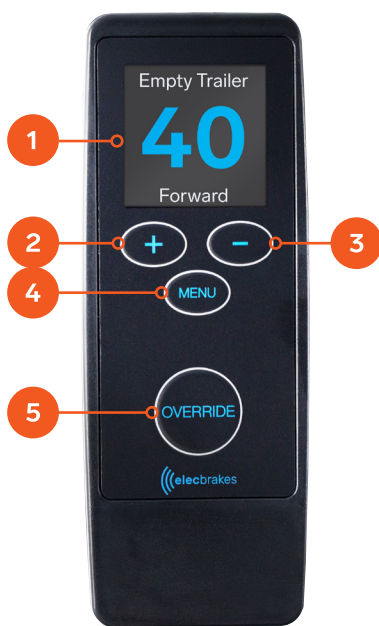 Empty Trailer
1
40
Forward
2
+
-
3
4
MENU
5
OVERRIDE
elecbrakes